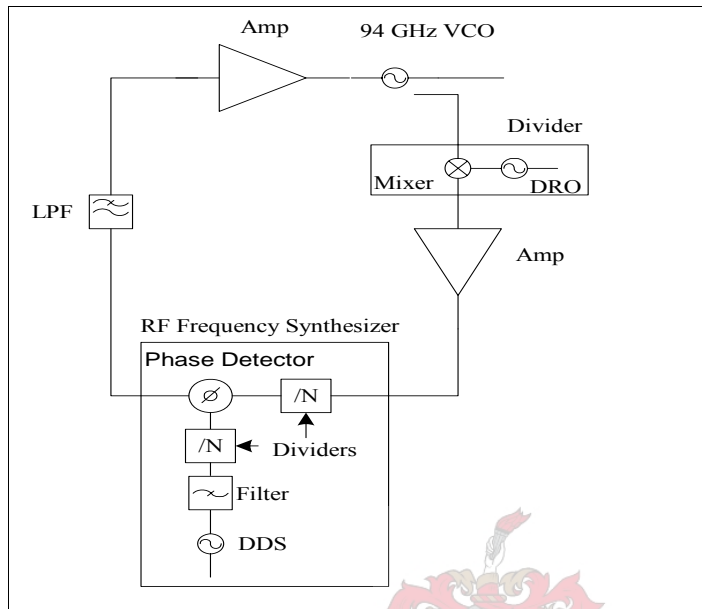 Amp
94 GHz VCO
Divider
Mixer
DRO
LPF
Amp
RF Frequency Synthesizer
Phase Detector
/N
/N
Dividers
Filter
DDS